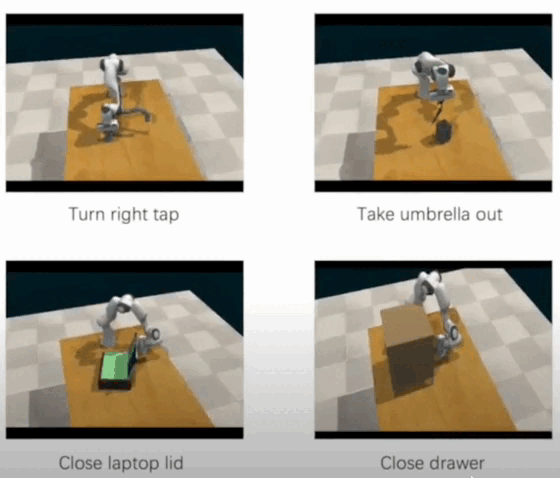 Turn right tap
Take umbrella out
Close laptop lid
Close drawer